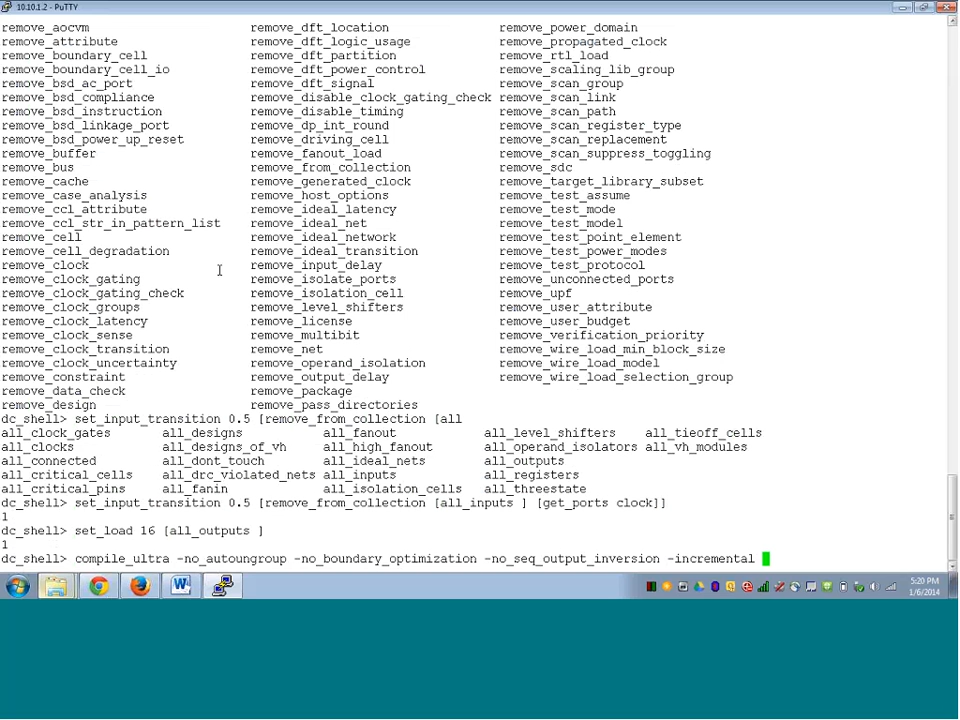 10.10.1.2 - PuTTY
remove_aocvm remove_dft_location remove_power_domain
remove_attribute remove_dft_logic_usage remove_propagated_clock
remove_boundary_cell remove_dft_partition remove_rtl_load
remove_boundary_cell_io remove_dft_power_control remove_scaling_lib_group
remove_bsd_ac_port remove_dft_signal remove_scan_group
remove_bsd_compliance remove_disable_clock_gating_check remove_scan_link
remove_bsd_instruction remove_disable_timing remove_scan_path
remove_bsd_linkage_port remove_dp_int_round remove_scan_register_type
remove_bsd_power_up_reset remove_driving_cell remove_scan_replacement
remove_buffer remove_fanout_load remove_scan_suppress_toggling
remove_bus remove_from_collection remove_sdc
remove_cache remove_generated_clock remove_target_library_subset
remove_case_analysis remove_host_options remove_test_assume
remove_ccl_attribute remove_ideal_latency remove_test_mode
remove_ccl_str_in_pattern_list remove_ideal_net remove_test_model
remove_cell remove_ideal_network remove_test_point_element
remove_cell_degradation remove_ideal_transition remove_test_power_modes
remove_clock remove_input_delay remove_test_protocol
remove_clock_gating remove_isolate_ports remove_unconnected_ports
remove_clock_gating_check remove_isolation_cell remove_upf
remove_clock_groups remove_level_shifters remove_user_attribute
remove_clock_latency remove_license remove_user_budget
remove_clock_sense remove_multibit remove_verification_priority
remove_clock_transition remove_net remove_wire_load_min_block_size
remove_clock_uncertainty remove_operand_isolation remove_wire_load_model
remove_constraint remove_output_delay remove_wire_load_selection_group
remove_data_check remove_package
remove_design remove_pass_directories
dc_shell> set_input_transition 0.5 [remove_from_collection [all
all_clock_gates all_designs all_fanout all_level_shifters all_tieoff_cells
all_clocks all_designs_of_vh all_high_fanout all_operand_isolators all_vh_modules
all_connected all_dont_touch all_ideal_nets all_outputs
all_critical_cells all_drc_violated_nets all_inputs all_registers
all_critical_pins all_fanin all_isolation_cells all_threestate
dc_shell> set_input_transition 0.5 [remove_from_collection [all_inputs ] [get_ports clock]]
1
dc_shell> set_load 16 [all_outputs ]
1
dc_shell> compile_ultra -no_autoungroup -no_boundary_optimization -no_seq_output_inversion -incremental
5:20 PM
1/6/2014